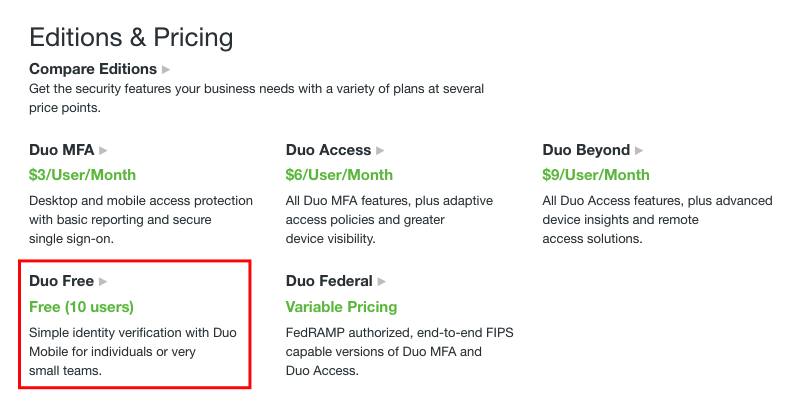 Editions & Pricing
Compare Editions ▶
Get the security features your business needs with a variety of plans at several
price points.
Duo MFA ▶
$3/User/Month
Desktop and mobile access protection
with basic reporting and secure
single sign-on.
Duo Access ▶
$6/User/Month
All Duo MFA features, plus adaptive
access policies and greater
device visibility.
Duo Beyond ▶
$9/User/Month
All Duo Access features, plus advanced
device insights and remote
access solutions.
Duo Free ▶
Free (10 users)
Simple identity verification with Duo
Mobile for individuals or very
small teams.
Duo Federal ▶
Variable Pricing
FedRAMP authorized, end-to-end FIPS
capable versions of Duo MFA and
Duo Access.